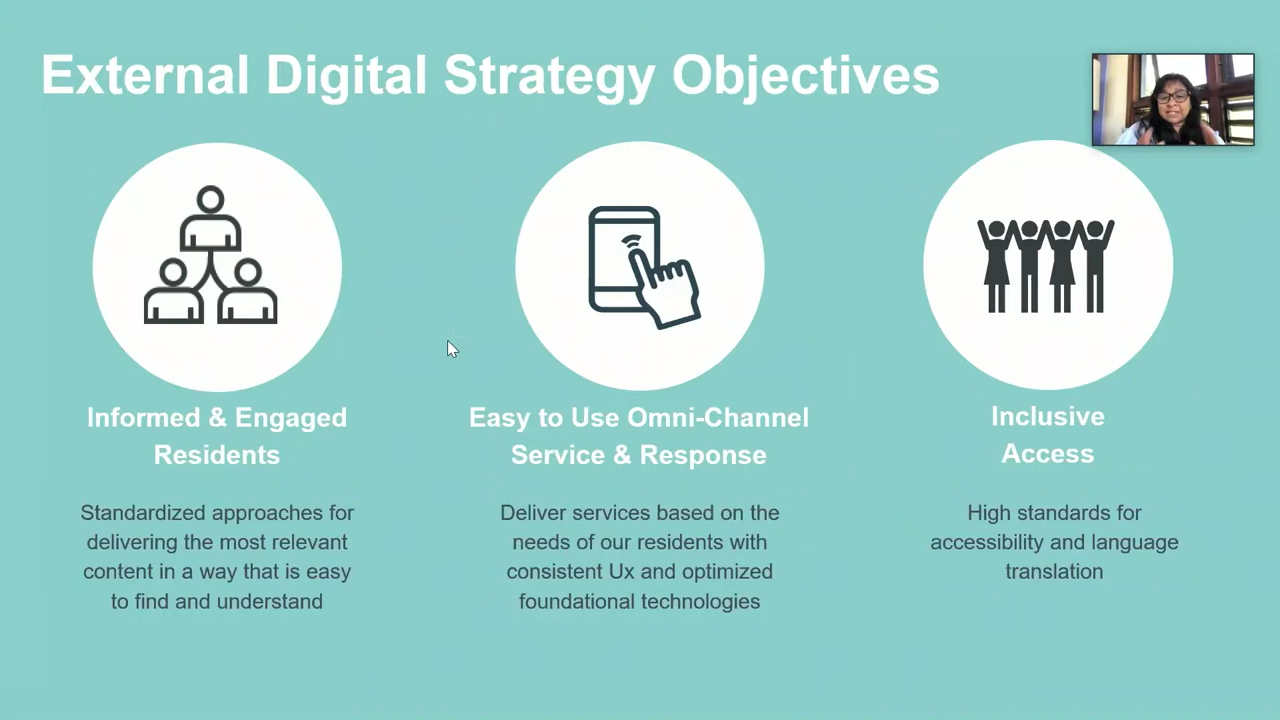 External Digital Strategy Objectives
Informed & Engaged
Residents
Standardized approaches for
delivering the most relevant
content in a way that is easy
to find and understand
Easy to Use Omni-Channel
Service & Response
Deliver services based on the
needs of our residents with
consistent Ux and optimized
foundational technologies
Inclusive
Access
High standards for
accessibility and language
translation